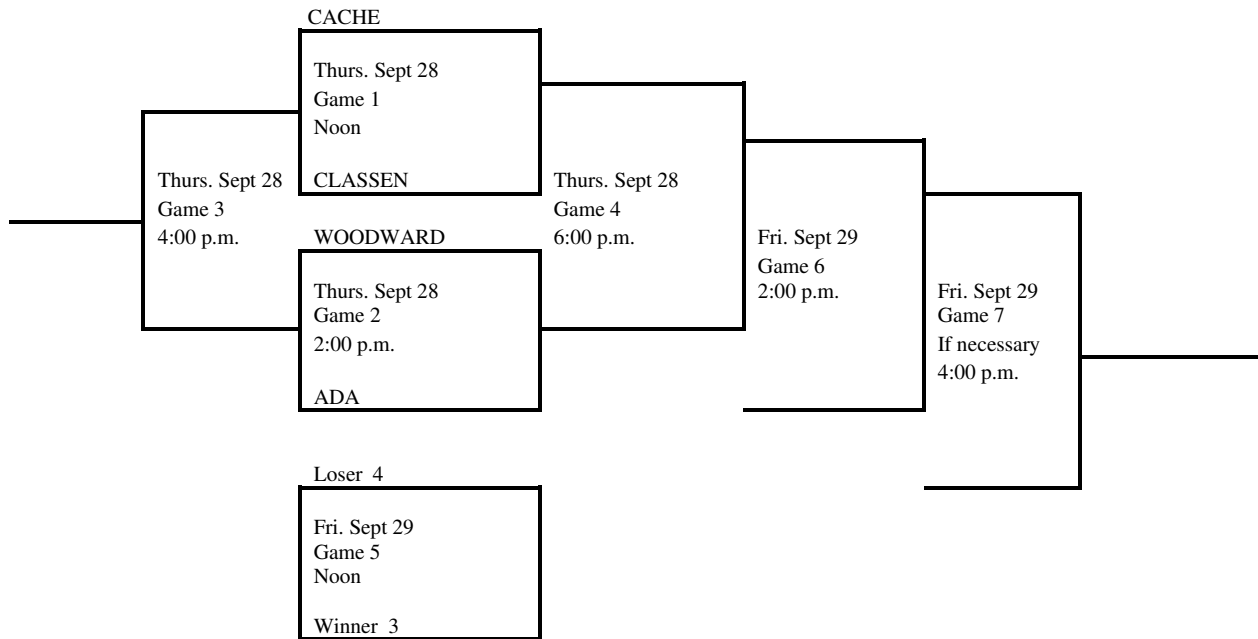 CACHE
Thurs. Sept 28
Game 1
Noon
CLASSEN
Thurs. Sept 28
Game 3
4:00 p.m.
WOODWARD
Thurs. Sept 28
Game 2
2:00 p.m.
ADA
Thurs. Sept 28
Game 4
6:00 p.m.
Loser 4
Fri. Sept 29
Game 5
Noon
Winner 3
Fri. Sept 29
Game 6
2:00 p.m.
Fri. Sept 29
Game 7
If necessary
4:00 p.m.